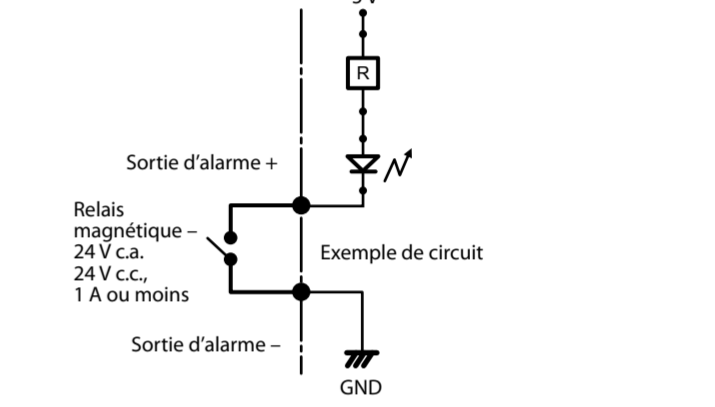 R
Sortie d'alarme +
Relais
magnétique –
24 V c.a.
24 V c.c.,
1 A ou moins
Exemple de circuit
Sortie d'alarme –
GND